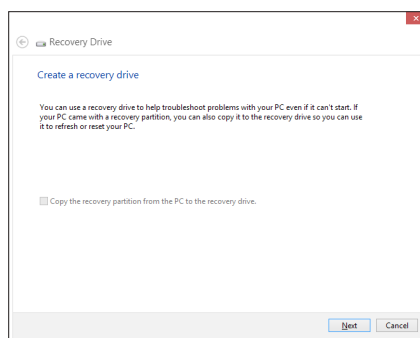 Recovery Drive
Create a recovery drive
You can use a recovery drive to help troubleshoot problems with your PC even if it can't start. If
your PC came with a recovery partition, you can also copy it to the recovery drive so you can use
it to refresh or reset your PC.
Copy the recovery partition from the PC to the recovery drive.
Next Cancel